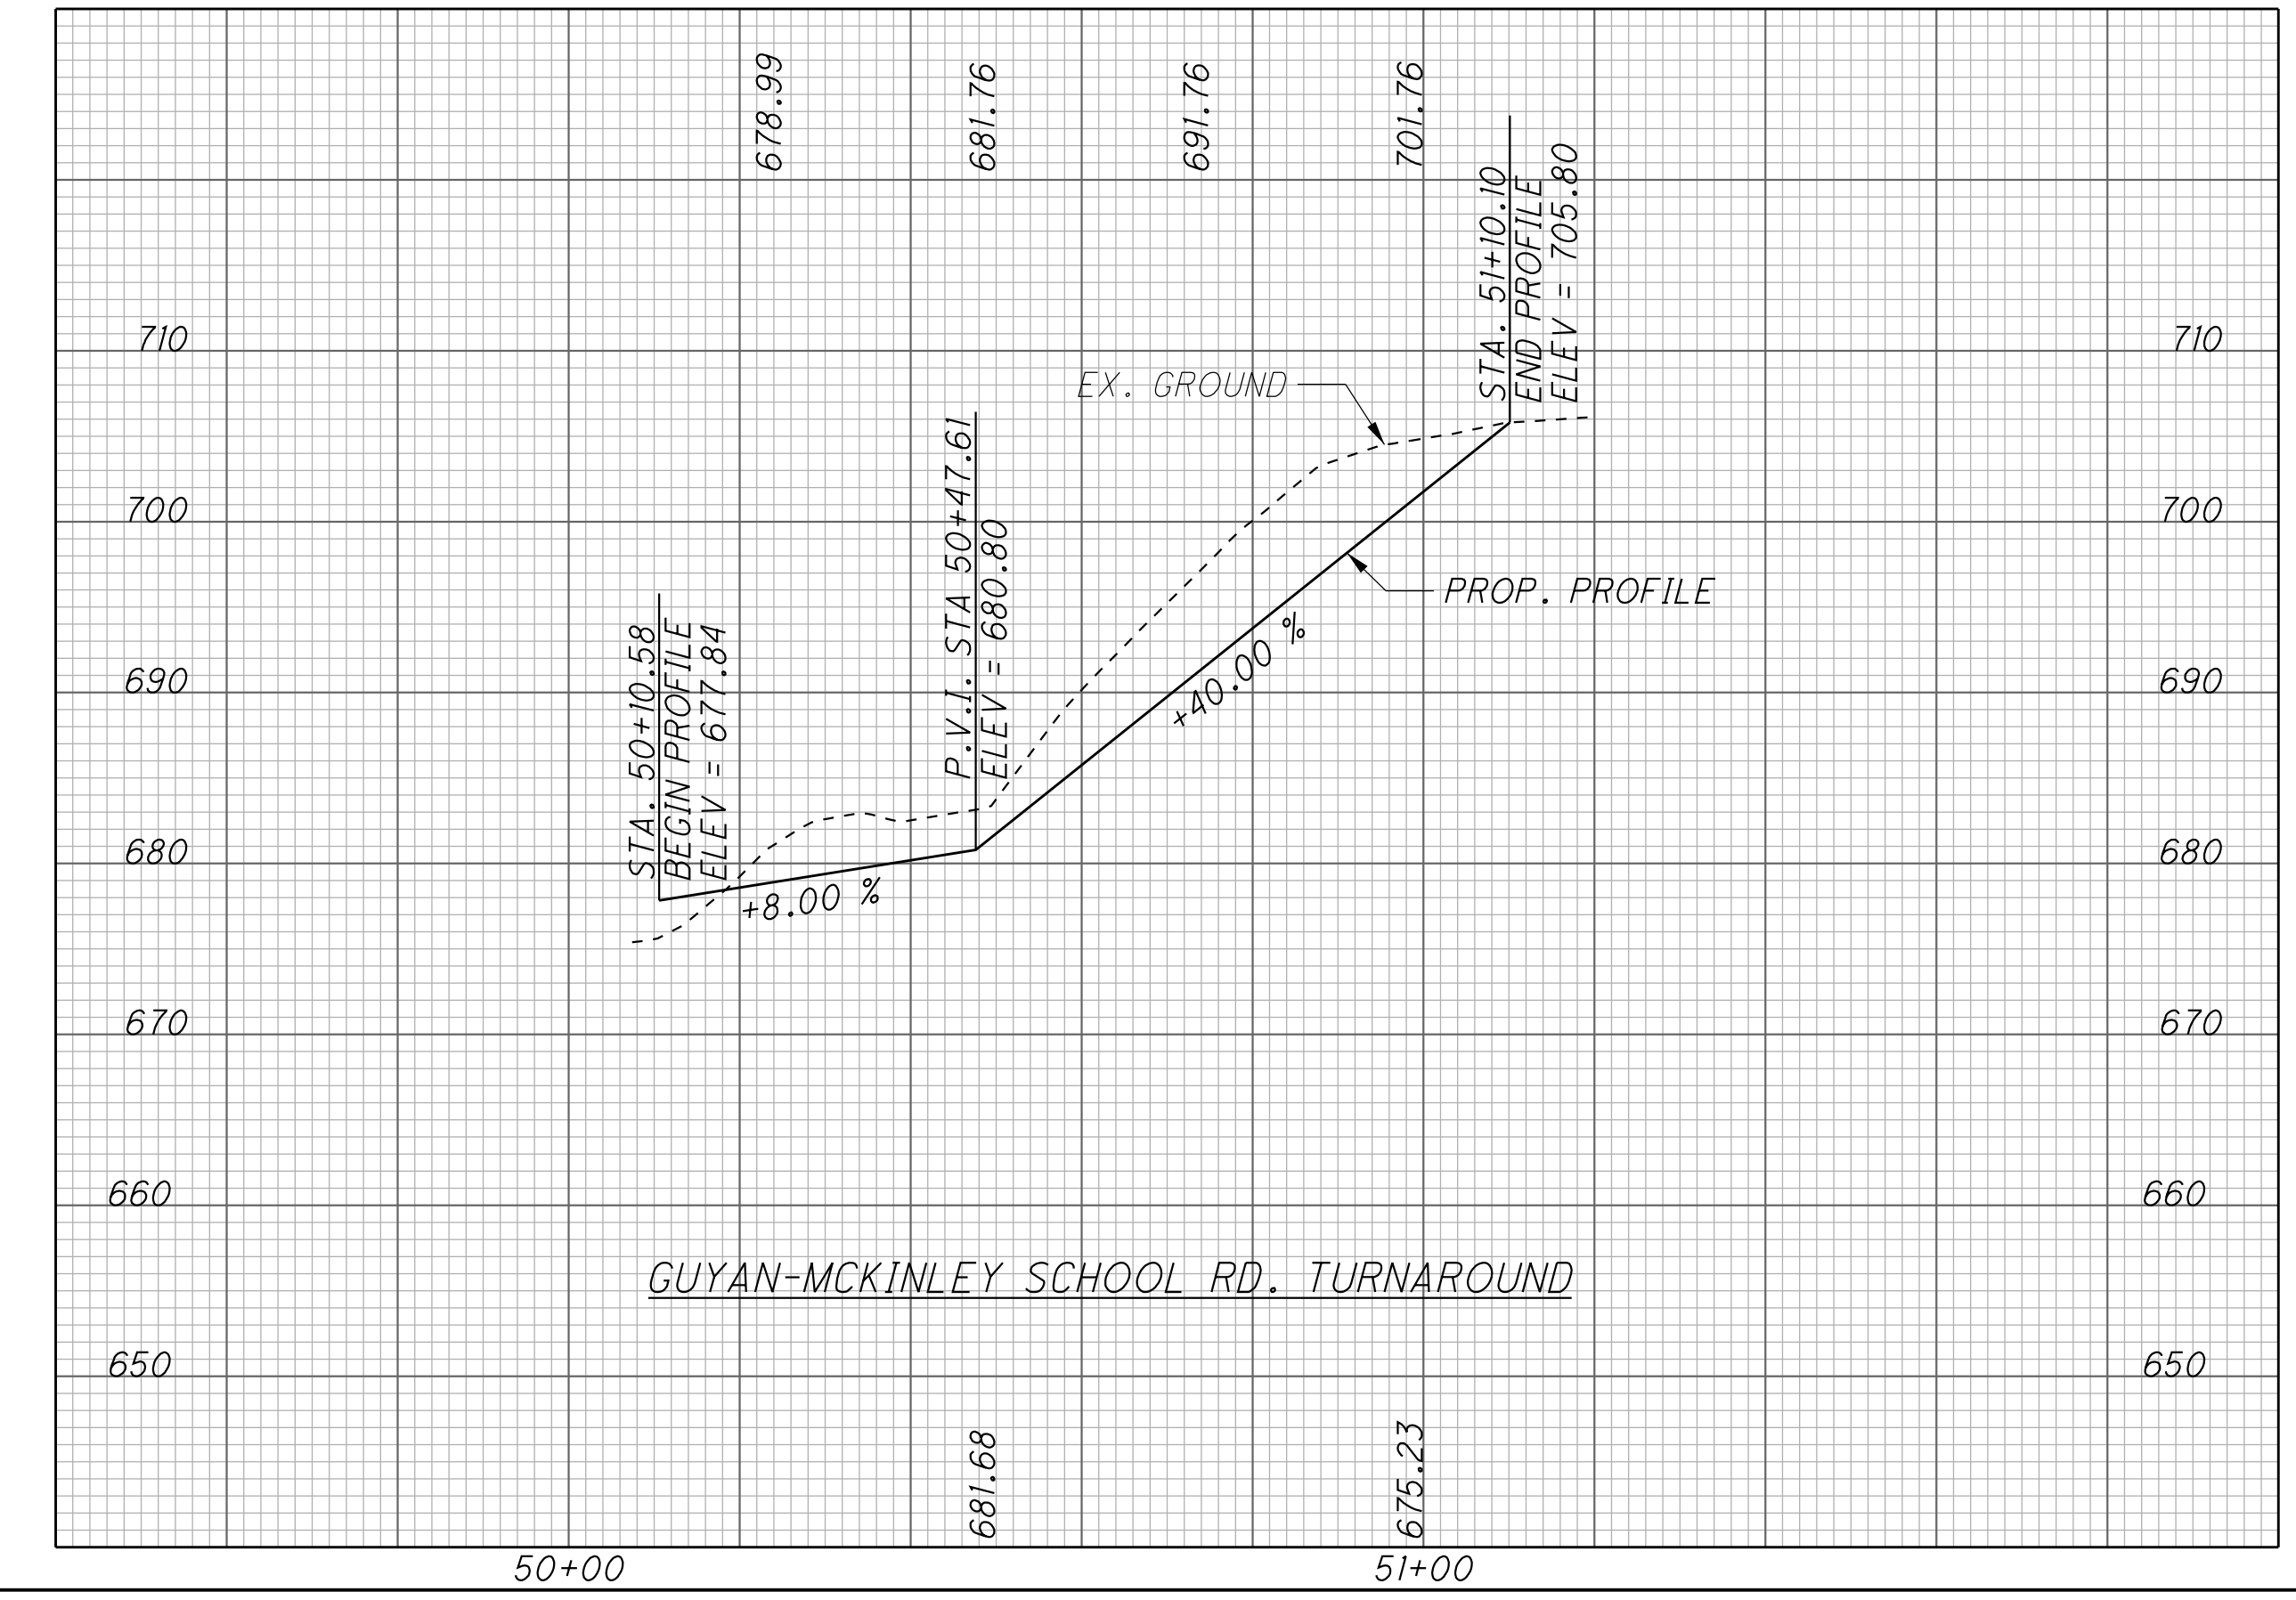 678.99
681.76
691.76
701.76
STA. 51+10.10
END PROFILE
ELEV = 705.80
710
710
EX. GROUND
P.V.I. STA 50+47.61
ELEV = 680.80
700
700
PROP. PROFILE
STA. 50+10.58
BEGIN PROFILE
ELEV = 677.84
+40.00 %
690
690
680
680
+8.00 %
670
670
660
660
GUYAN-MCKINLEY SCHOOL RD. TURNAROUND
650
650
681.68
675.23
50+00
51+00